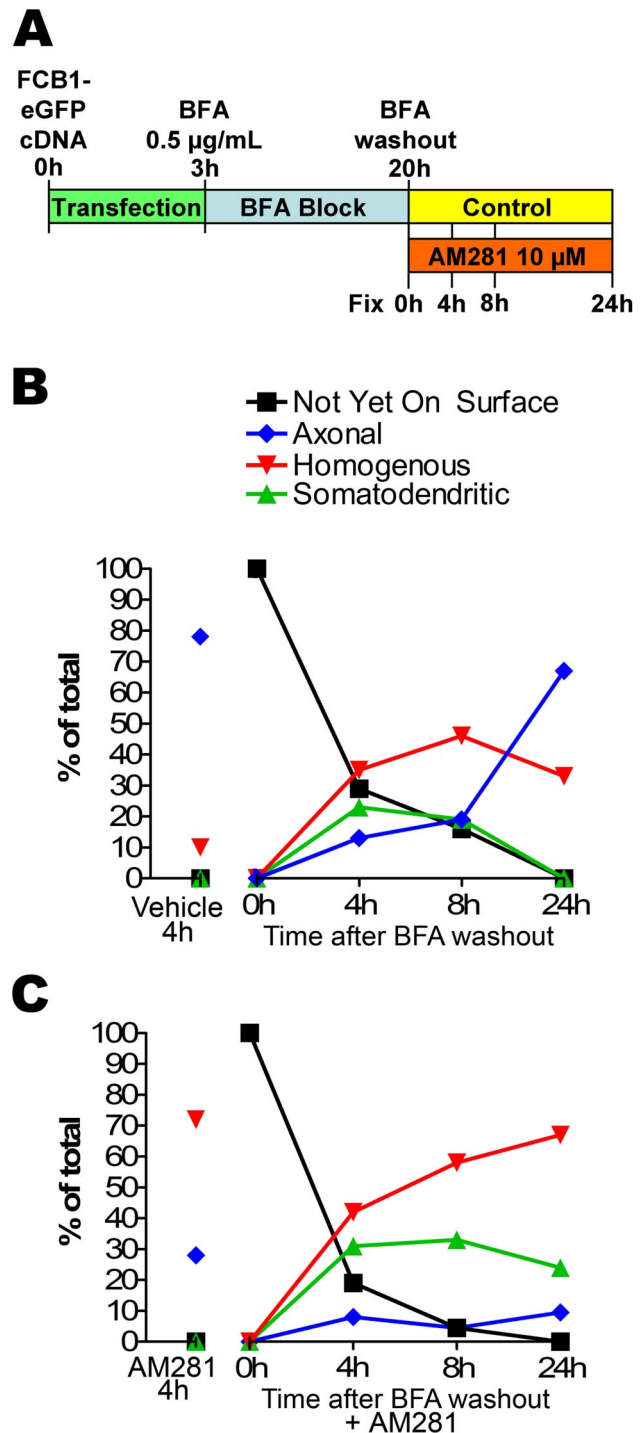 A
FCB1-
eGFP
cDNA
0h
BFA
0.5 µg/mL
3h
BFA
washout
20h
Transfection
BFA Block
Control
AM281 10 µM
Fix 0h 4h 8h 24h
B
Not Yet On Surface
Axonal
Homogenous
Somatodendritic
100
90
80
70
60
50
40
30
20
10
0
% of total
Vehicle
4h
0h 4h 8h 24h
Time after BFA washout
C
100
90
80
70
60
50
40
30
20
10
0
% of total
AM281
4h
0h 4h 8h 24h
Time after BFA washout
+ AM281